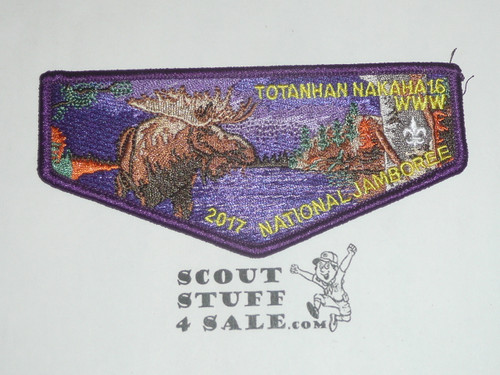 TOTANHAN NAKAHA 16
WWW
2017 NATIONAL JAMBOREE
SCOUT
STUFF
4 SALE.COM